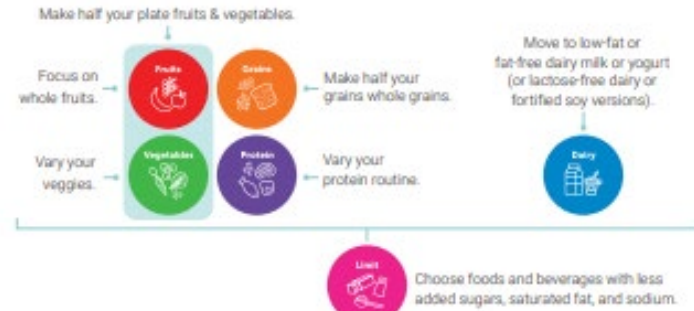 Make half your plate fruits & vegetables.
Focus on
whole fruits.
Fruits
Grains
Make half your
grains whole grains.
Move to low-fat or
fat-free dairy milk or yogurt
(or lactose-free dairy or
fortified soy versions).
Vary your
veggies.
Vegetables
Protein
Vary your
protein routine.
Dairy
Limit
Choose foods and beverages with less
added sugars, saturated fat, and sodium.